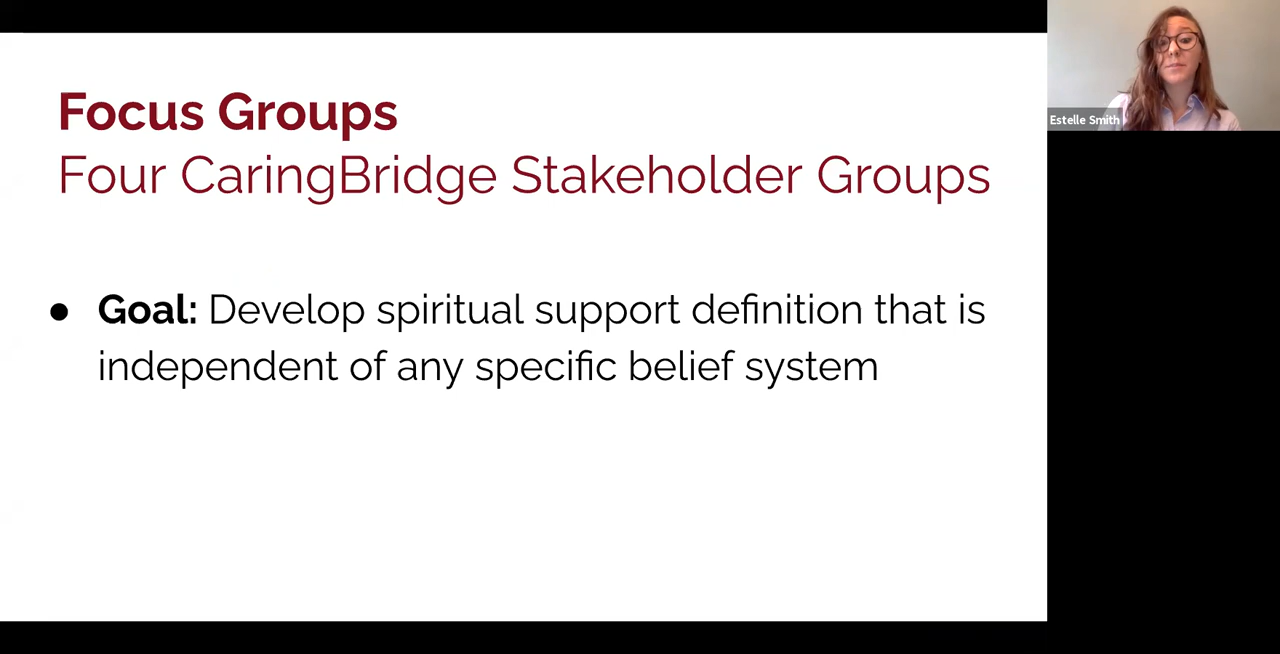 Focus Groups
Four CaringBridge Stakeholder Groups
● Goal: Develop spiritual support definition that is
independent of any specific belief system
Estelle Smith